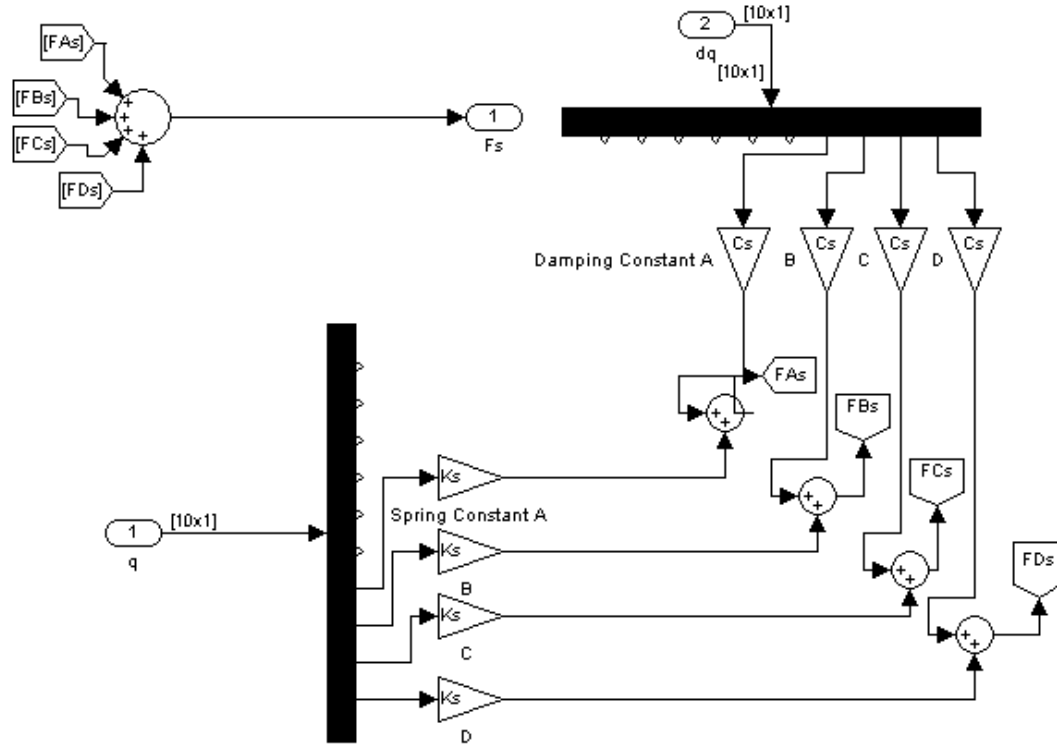 [FAs]
[FBs]
[FCs]
[FDs]
+
+
+
+
1
Fs
2
dq
[10x1]
[10x1]
Cs
Cs
Cs
Cs
Damping Constant A
B
C
D
FAs
+
+
FBs
+
+
FCs
+
+
FDs
+
+
1
q
[10x1]
Ks
Spring Constant A
Ks
B
Ks
C
Ks
D